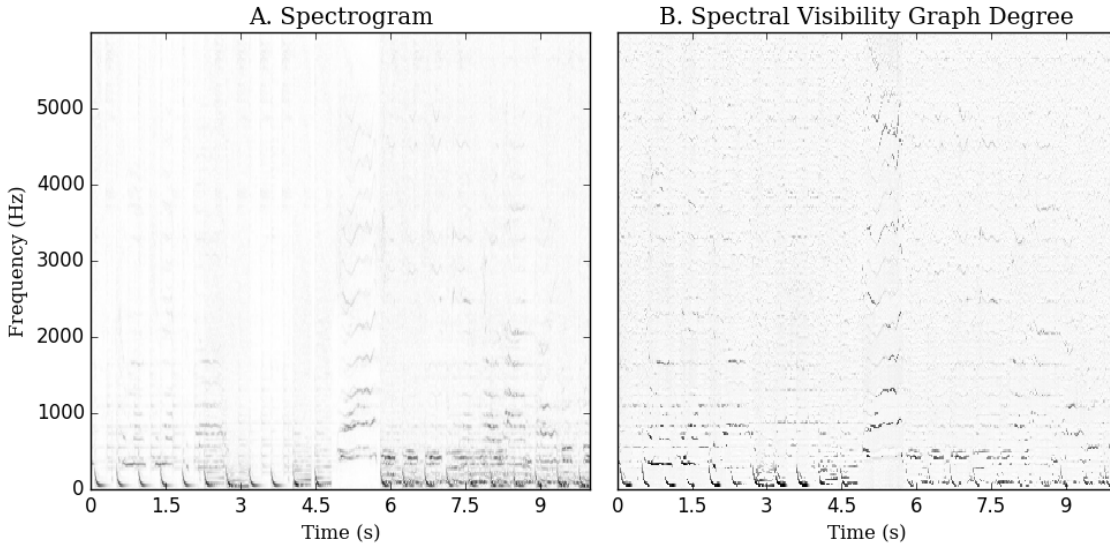 A. Spectrogram
B. Spectral Visibility Graph Degree
Frequency (Hz)
5000
4000
3000
2000
1000
0
0 1.5 3 4.5 6 7.5 9
0 1.5 3 4.5 6 7.5 9
Time (s)
Time (s)